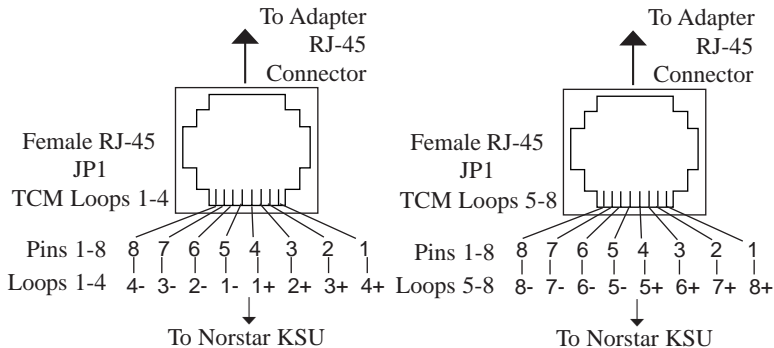 To Adapter
RJ-45
Connector
Female RJ-45
JP1
TCM Loops 1-4
Pins 1-8 8 7 6 5 4 3 2 1
Loops 1-4 4- 3- 2- 1- 1+ 2+ 3+ 4+
To Norstar KSU
To Adapter
RJ-45
Connector
Female RJ-45
JP1
TCM Loops 5-8
Pins 1-8 8 7 6 5 4 3 2 1
Loops 5-8 8- 7- 6- 5- 5+ 6+ 7+ 8+
To Norstar KSU